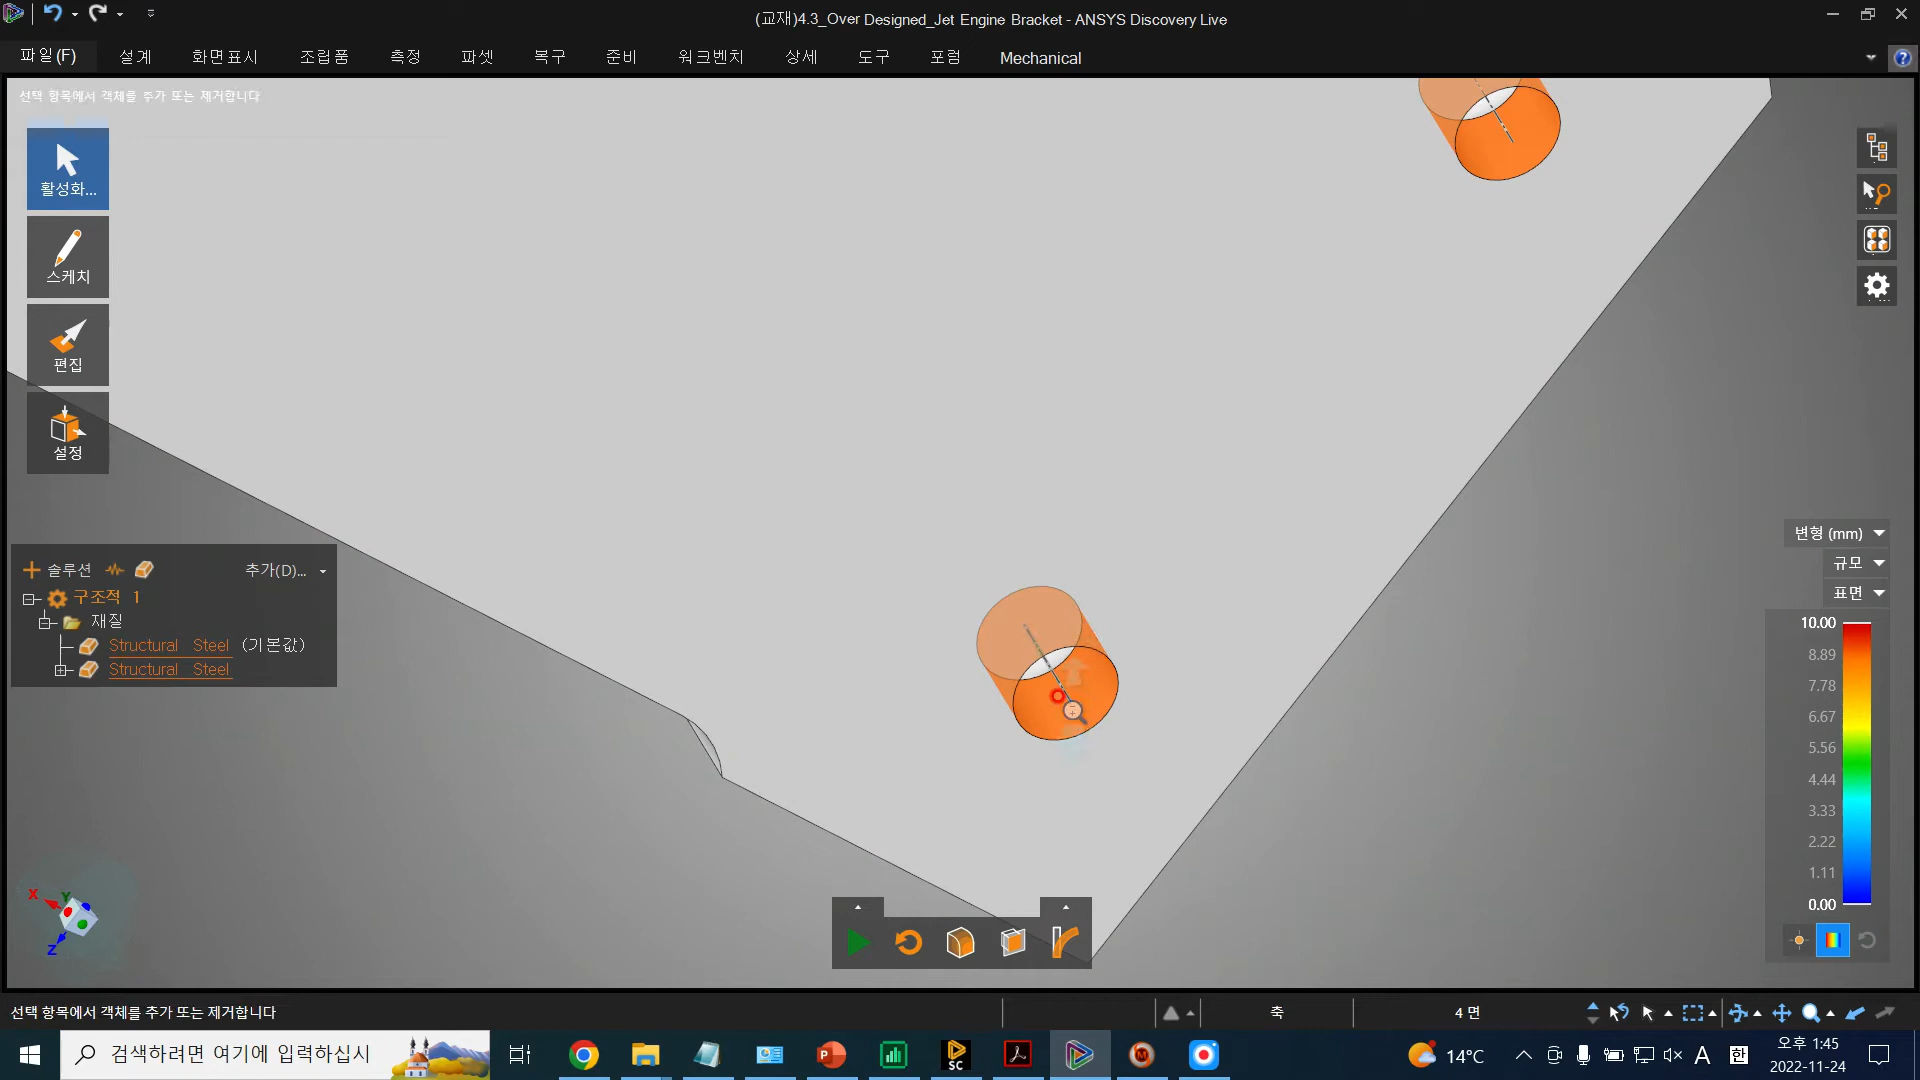 (교재)4.3_Over Designed_Jet Engine Bracket - ANSYS Discovery Live
파일(F) 설계 화면표시 조립품 측정 파셋 복구 준비 워크벤치 상세 도구 포럼 Mechanical
선택 항목에서 객체를 추가 또는 제거합니다
활성화...
스케치
편집
설정
솔루션 추가(D)...
구조적 1
재질
Structural Steel (기본값)
Structural Steel
변형 (mm)
규모
표면
10.00
8.89
7.78
6.67
5.56
4.44
3.33
2.22
1.11
0.00
X Y Z
선택 항목에서 객체를 추가 또는 제거합니다 축 4 면
검색하려면 여기에 입력하십시
SC
14°C
A 한
오후 1:45
2022-11-24